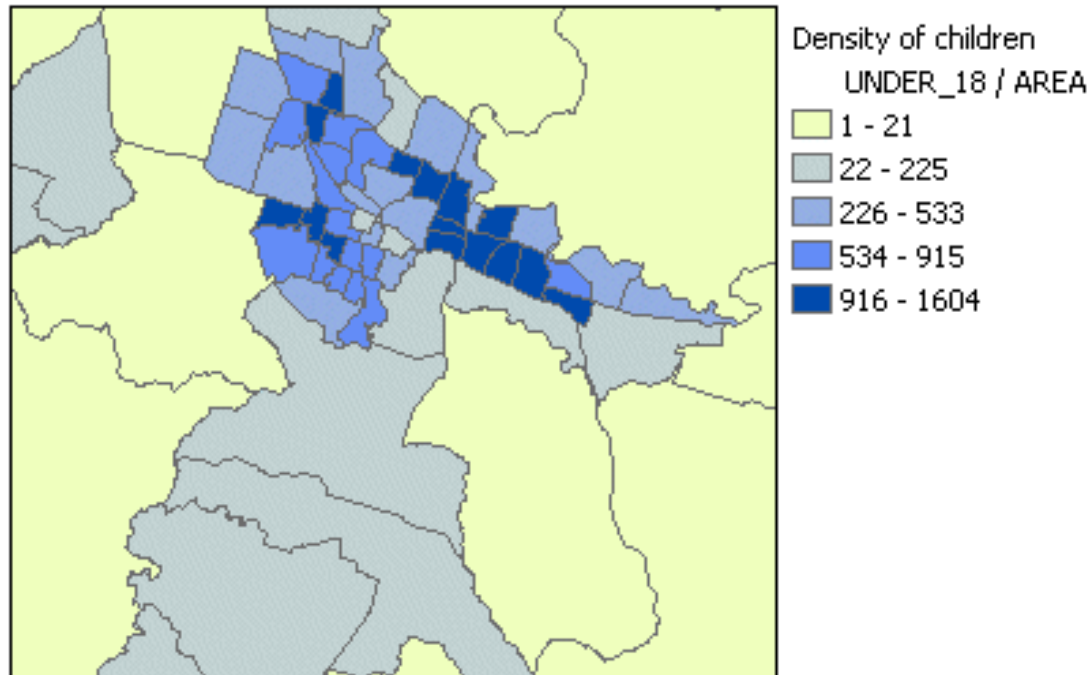 Density of children
UNDER_18 / AREA
1 - 21
22 - 225
226 - 533
534 - 915
916 - 1604